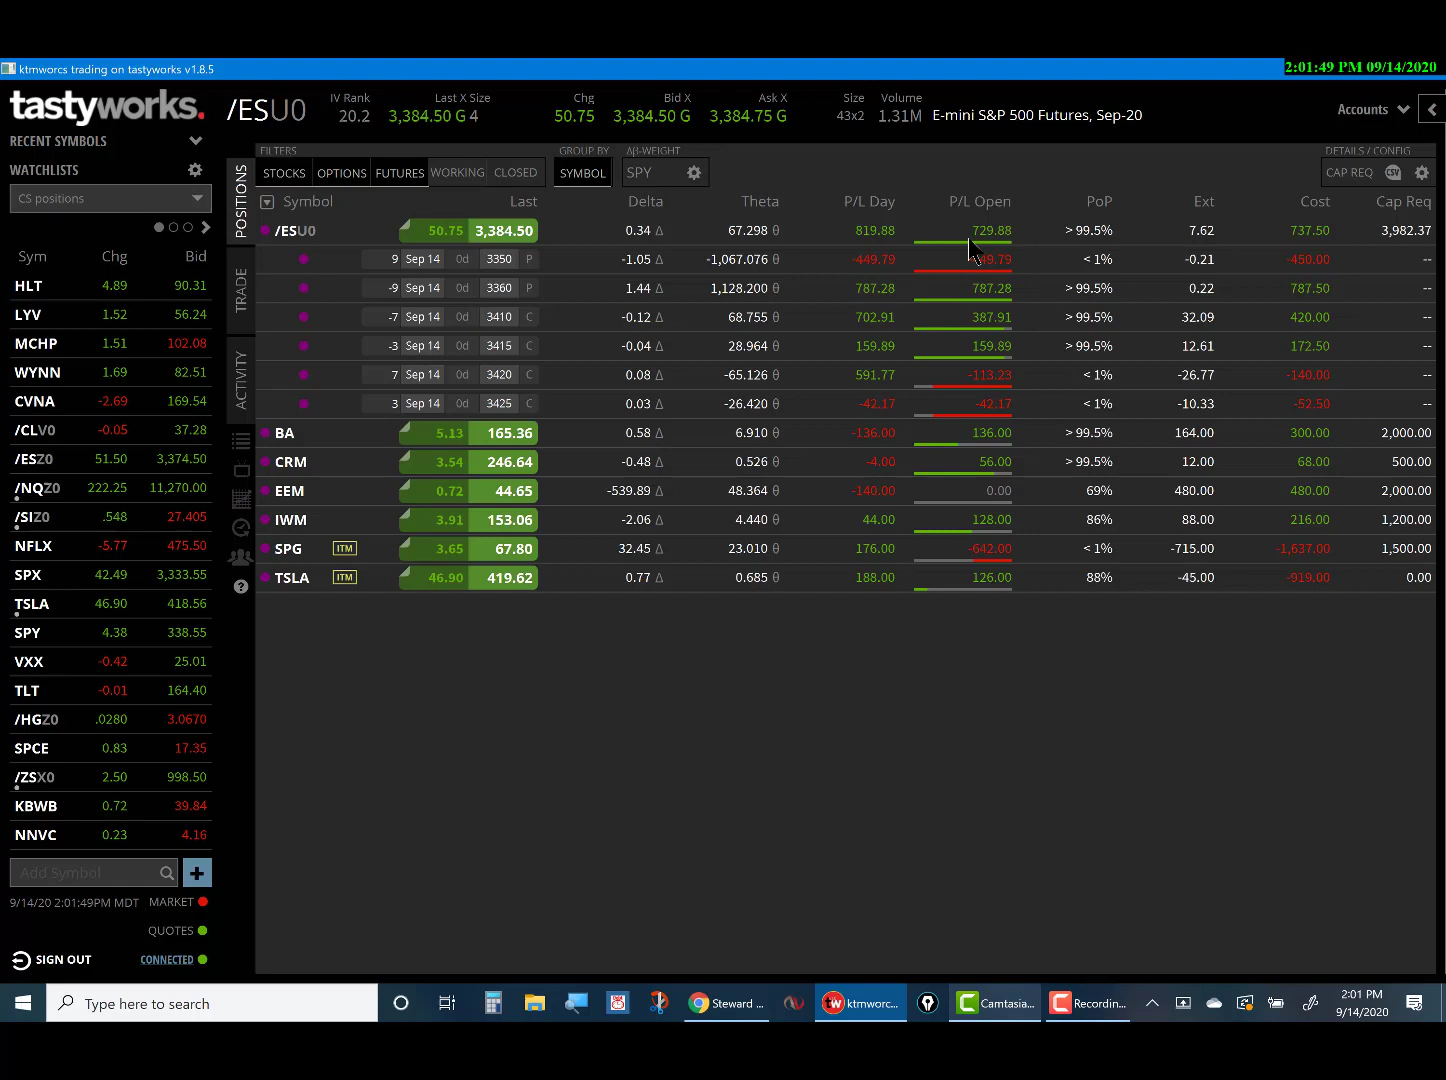 ktmworcs trading on tastyworks v1.8.5
2:01:49 PM 09/14/2020
tastyworks.
/ESU0
IV Rank Last X Size Chg Bid X Ask X Size Volume
20.2 3,384.50 G 4 50.75 3,384.50 G 3,384.75 G 43x2 1.31M E-mini S&P 500 Futures, Sep-20
Accounts
RECENT SYMBOLS
WATCHLISTS
CS positions
Sym Chg Bid
HLT 4.89 90.31
LYV 1.52 56.24
MCHP 1.51 102.08
WYNN 1.69 82.51
CVNA -2.69 169.54
/CLV0 -0.05 37.28
/ESZ0 51.50 3,374.50
/NQZ0 222.25 11,270.00
/SIZ0 .548 27.405
NFLX -5.77 475.50
SPX 42.49 3,333.55
TSLA 46.90 418.56
SPY 4.38 338.55
VXX -0.42 25.01
TLT -0.01 164.40
/HGZ0 .0280 3.0670
SPCE 0.83 17.35
/ZSX0 2.50 998.50
KBWB 0.72 39.84
NNVC 0.23 4.16
Add Symbol
9/14/20 2:01:49PM MDT MARKET
QUOTES
SIGN OUT CONNECTED
POSITIONS
TRADE
ACTIVITY
FILTERS GROUP BY Δβ-WEIGHT DETAILS / CONFIG
STOCKS OPTIONS FUTURES WORKING CLOSED SYMBOL SPY CAP REQ CSV
Symbol Last Delta Theta P/L Day P/L Open PoP Ext Cost Cap Req
/ESU0 50.75 3,384.50 0.34 67.298 819.88 729.88 > 99.5% 7.62 737.50 3,982.37
9 Sep 14 0d 3350 P -1.05 -1,067.076 -449.79 49.79 < 1% -0.21 -450.00 --
-9 Sep 14 0d 3360 P 1.44 1,128.200 787.28 787.28 > 99.5% 0.22 787.50 --
-7 Sep 14 0d 3410 C -0.12 Δ 68.755 θ 702.91 387.91 > 99.5% 32.09 420.00 --
-3 Sep 14 0d 3415 C -0.04 Δ 28.964 θ 159.89 159.89 > 99.5% 12.61 172.50 --
7 Sep 14 0d 3420 C 0.08 Δ -65.126 θ 591.77 -113.23 < 1% -26.77 -140.00 --
3 Sep 14 0d 3425 C 0.03 Δ -26.420 θ -42.17 -42.17 < 1% -10.33 -52.50 --
BA 5.13 165.36 0.58 Δ 6.910 θ -136.00 136.00 > 99.5% 164.00 300.00 2,000.00
CRM 3.54 246.64 -0.48 Δ 0.526 θ -4.00 56.00 > 99.5% 12.00 68.00 500.00
EEM 0.72 44.65 -539.89 Δ 48.364 θ -140.00 0.00 69% 480.00 480.00 2,000.00
IWM 3.91 153.06 -2.06 Δ 4.440 θ 44.00 128.00 86% 88.00 216.00 1,200.00
SPG ITM 3.65 67.80 32.45 Δ 23.010 θ 176.00 -642.00 < 1% -715.00 -1,637.00 1,500.00
TSLA ITM 46.90 419.62 0.77 Δ 0.685 θ 188.00 126.00 88% -45.00 -919.00 0.00
Type here to search
Steward ...
ktmworc...
Camtasia...
Recordin...
2:01 PM
9/14/2020